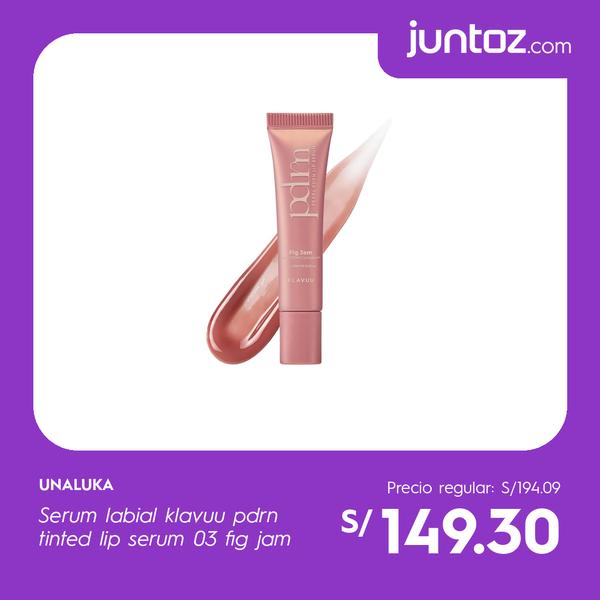 juntoz.com
pdrn
Fig Jam
KLAVUU
UNALUKA
Serum labial klavuu pdrn
tinted lip serum 03 fig jam
Precio regular: S/194.09
S/149.30